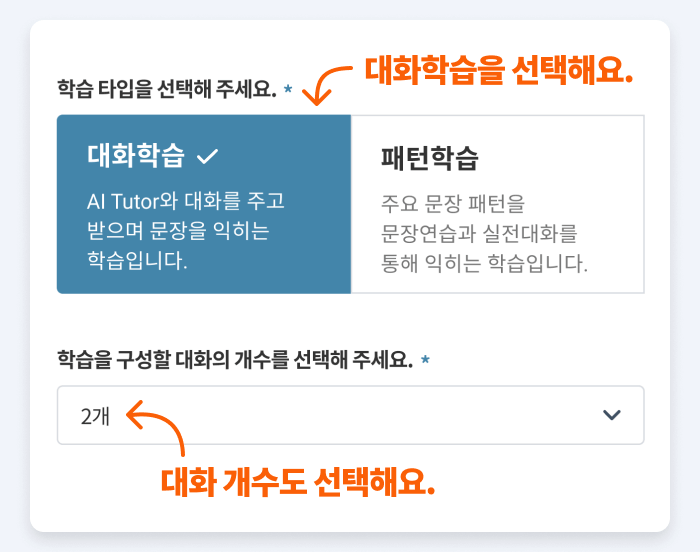 대화학습을 선택해요.
학습 타입을 선택해 주세요. *
대화학습
AI Tutor와 대화를 주고
받으며 문장을 익히는
학습입니다.
패턴학습
주요 문장 패턴을
문장연습과 실전대화를
통해 익히는 학습입니다.
학습을 구성할 대화의 개수를 선택해 주세요. *
2개
대화 개수도 선택해요.